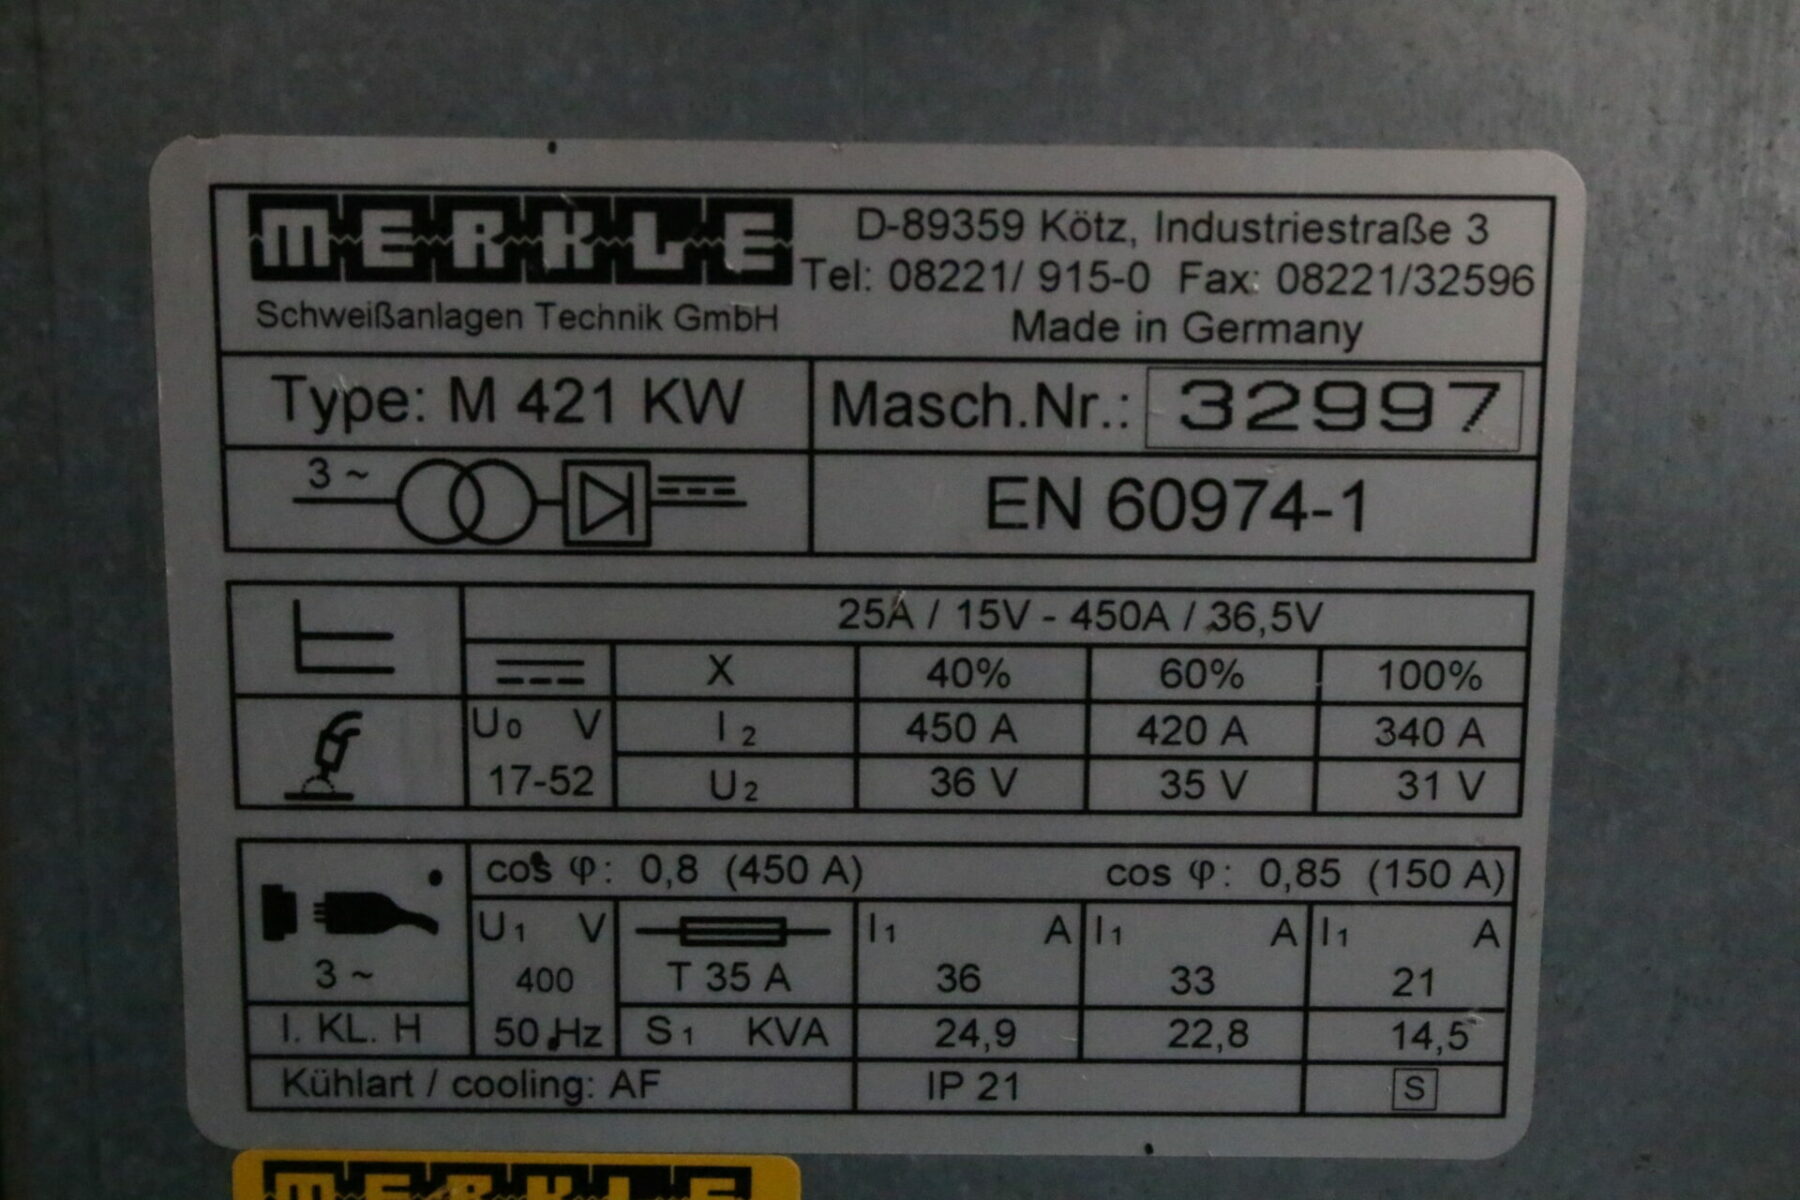 MERKLE
Schweißanlagen Technik GmbH
D-89359 Kötz, Industriestraße 3
Tel: 08221/ 915-0 Fax: 08221/32596
Made in Germany
Type: M 421 KW
Masch.Nr.: 32997
3 ~
EN 60974-1
25A / 15V - 450A / 36,5V
X 40% 60% 100%
U0 V I2 450 A 420 A 340 A
17-52 U2 36 V 35 V 31 V
cos φ: 0,8 (450 A) cos φ: 0,85 (150 A)
U1 V I1 A I1 A I1 A
3 ~ 400 T 35 A 36 33 21
I. KL. H 50 Hz S1 KVA 24,9 22,8 14,5
Kühlart / cooling: AF IP 21 S
MERKLE